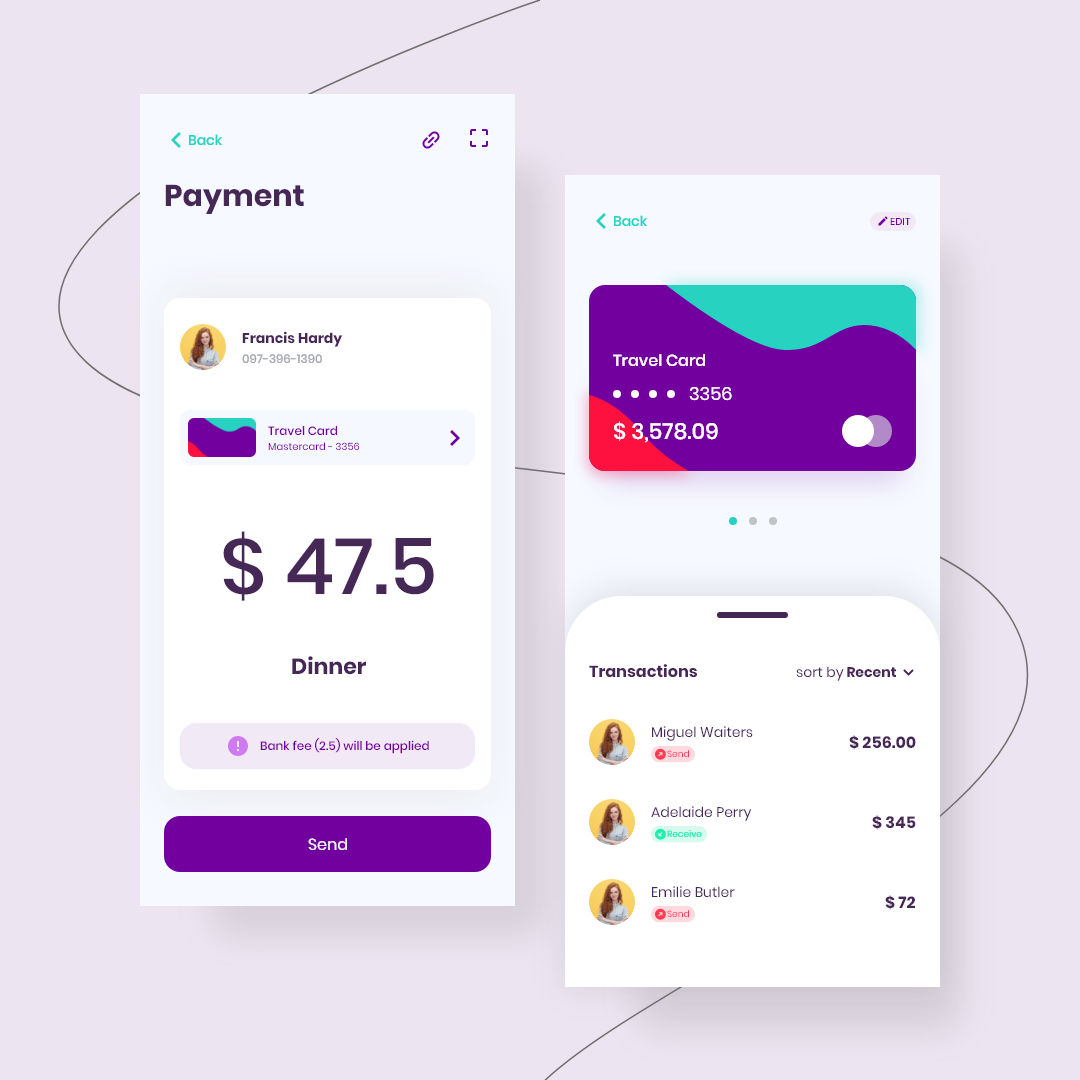 Back
Payment
Francis Hardy
097-396-1390
Travel Card
Mastercard - 3356
$ 47.5
Dinner
! Bank fee (2.5) will be applied
Send
Back
EDIT
Travel Card
•••• 3356
$ 3,578.09
Transactions
sort by Recent
Miguel Waiters
Send
$ 256.00
Adelaide Perry
Receive
$ 345
Emilie Butler
Send
$ 72